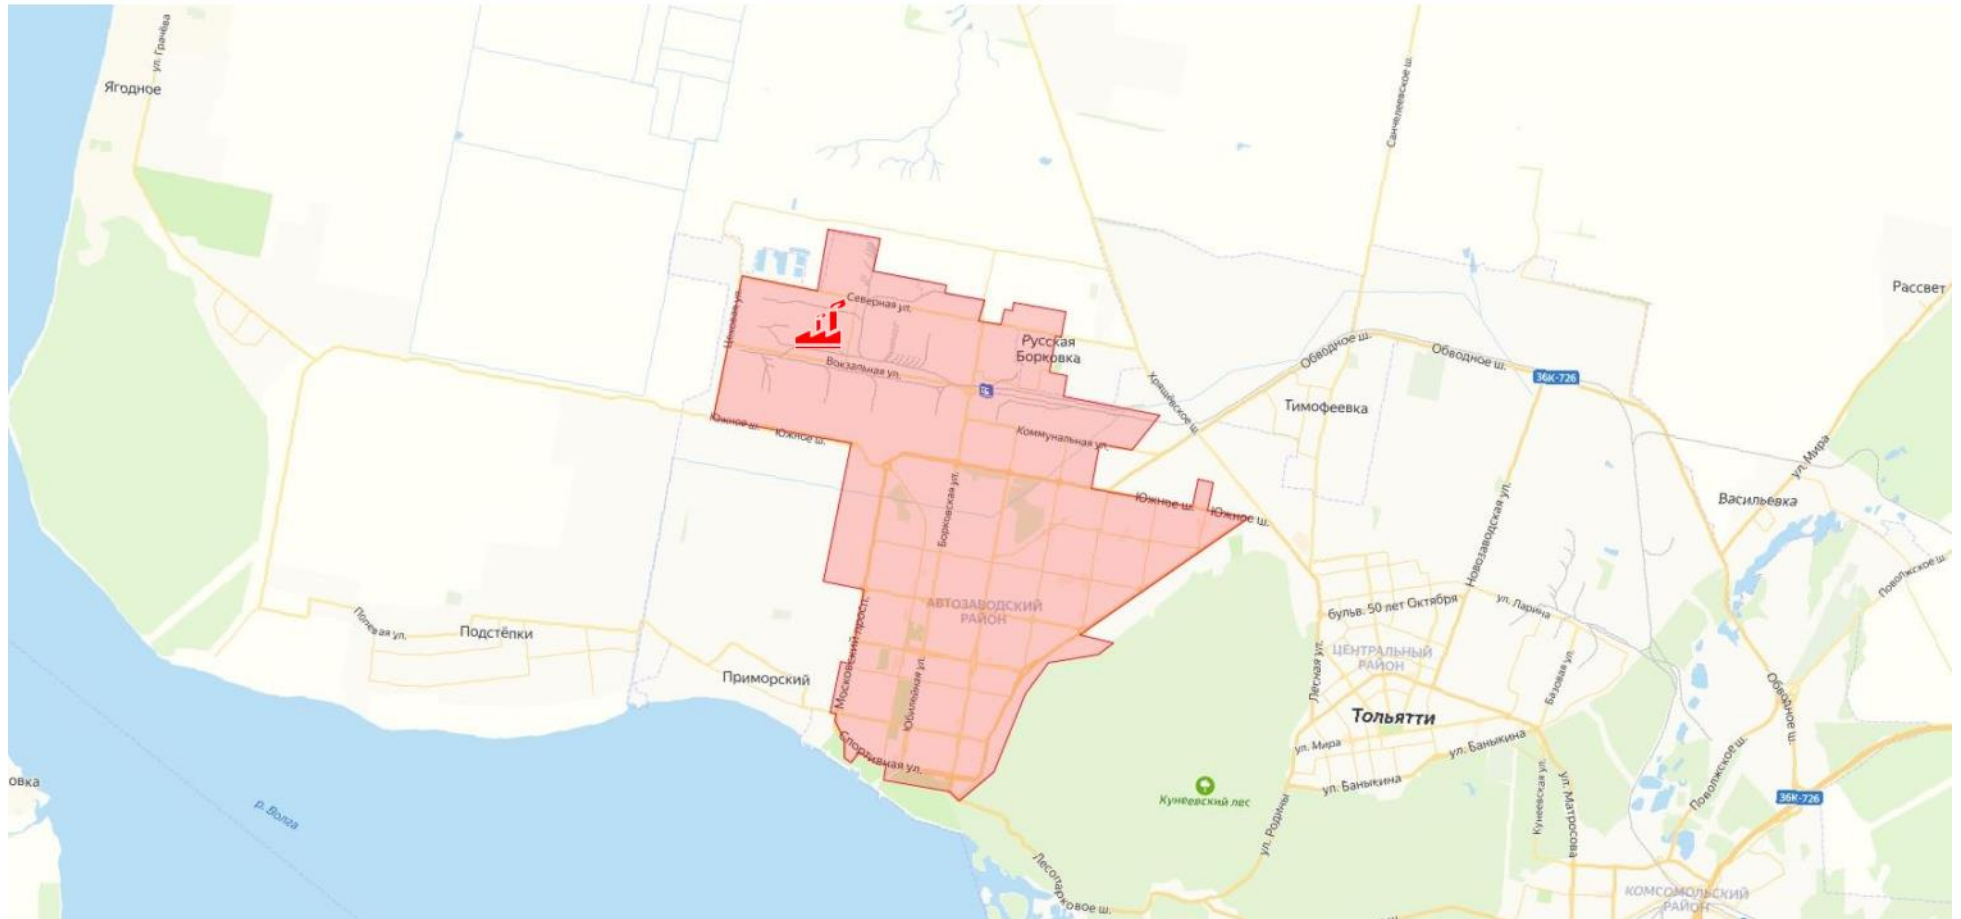 ул. Грачёва
Ягодное
Санчелеевское ш.
Рассвет
Северная ул.
Цеховая ул.
Русская
Борковка
Вокзальная ул.
Обводное ш.
Обводное ш.
36К-726
Хрящёвское ш.
Тимофеевка
Южное ш.
Южное ш.
Коммунальная ул.
ул. Мира
Васильевка
Южное ш.
Южное ш.
Борковская ул.
Новозаводская ул.
Поволжское ш.
АВТОЗАВОДСКИЙ
РАЙОН
бульв. 50 лет Октября
ул. Ларина
Полевая ул.
Подстёпки
Приморский
Московский просп.
Юбилейная ул.
Лесная ул.
ЦЕНТРАЛЬНЫЙ
РАЙОН
Базовая ул.
Обводное ш.
Тольятти
Спортивная ул.
ул. Мира
ул. Баныкина
ул. Баныкина
Поволжское ш.
36К-726
овка
р. Волга
Кунеевский лес
ул. Родины
Кунеевская ул.
ул. Матросова
Лесопарковое ш.
КОМСОМОЛЬСКИЙ
РАЙОН
ш.